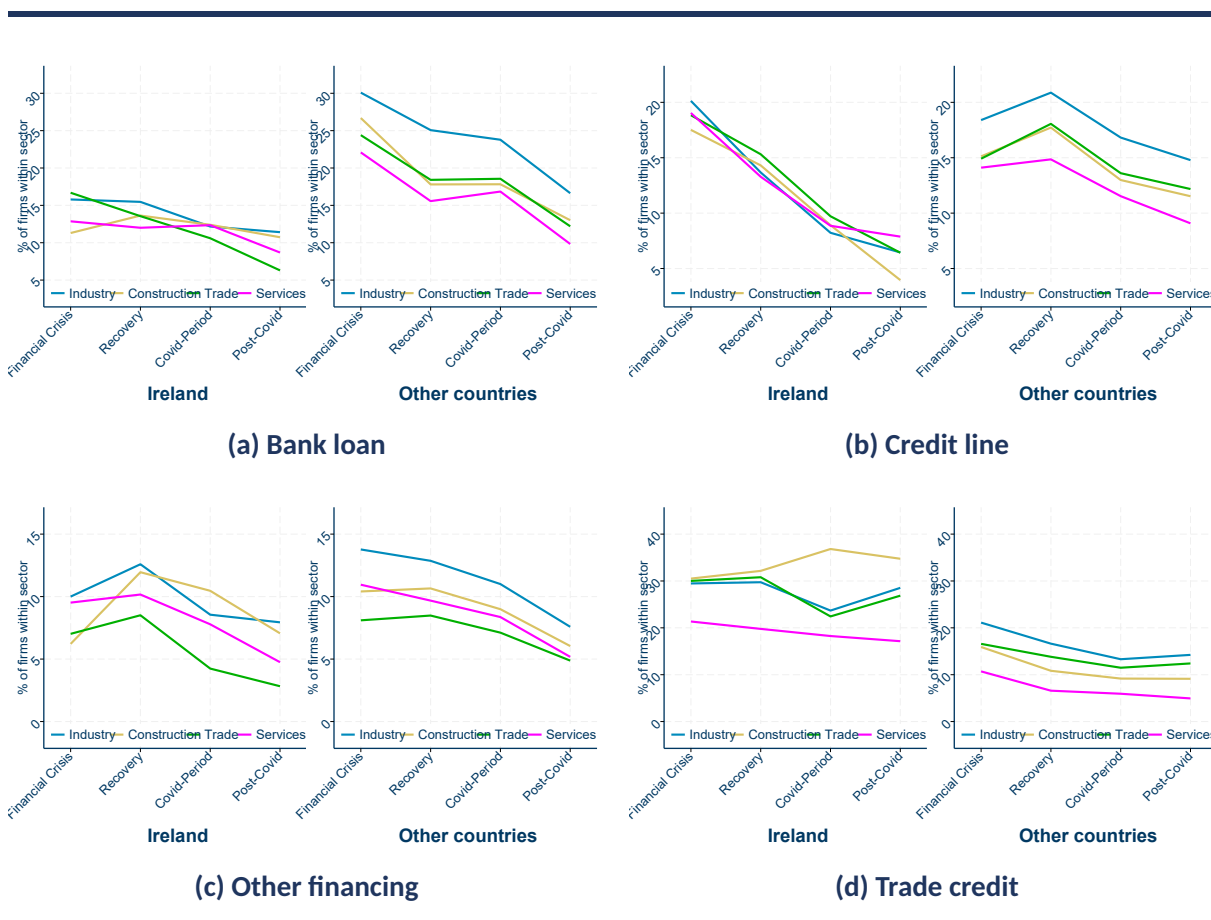 % of firms within sector
30
25
20
15
10
5
Industry Construction Trade Services
Financial Crisis
Recovery
Covid-Period
Post-Covid
Ireland
% of firms within sector
30
25
20
15
10
5
Industry Construction Trade Services
Financial Crisis
Recovery
Covid-Period
Post-Covid
Other countries
(a) Bank loan
% of firms within sector
20
15
10
5
Industry Construction Trade Services
Financial Crisis
Recovery
Covid-Period
Post-Covid
Ireland
% of firms within sector
20
15
10
5
Industry Construction Trade Services
Financial Crisis
Recovery
Covid-Period
Post-Covid
Other countries
(b) Credit line
% of firms within sector
15
10
5
0
Industry Construction Trade Services
Financial Crisis
Recovery
Covid-Period
Post-Covid
Ireland
% of firms within sector
15
10
5
0
Industry Construction Trade Services
Financial Crisis
Recovery
Covid-Period
Post-Covid
Other countries
(c) Other financing
% of firms within sector
40
30
20
10
0
Industry Construction Trade Services
Financial Crisis
Recovery
Covid-Period
Post-Covid
Ireland
% of firms within sector
40
30
20
10
0
Industry Construction Trade Services
Financial Crisis
Recovery
Covid-Period
Post-Covid
Other countries
(d) Trade credit